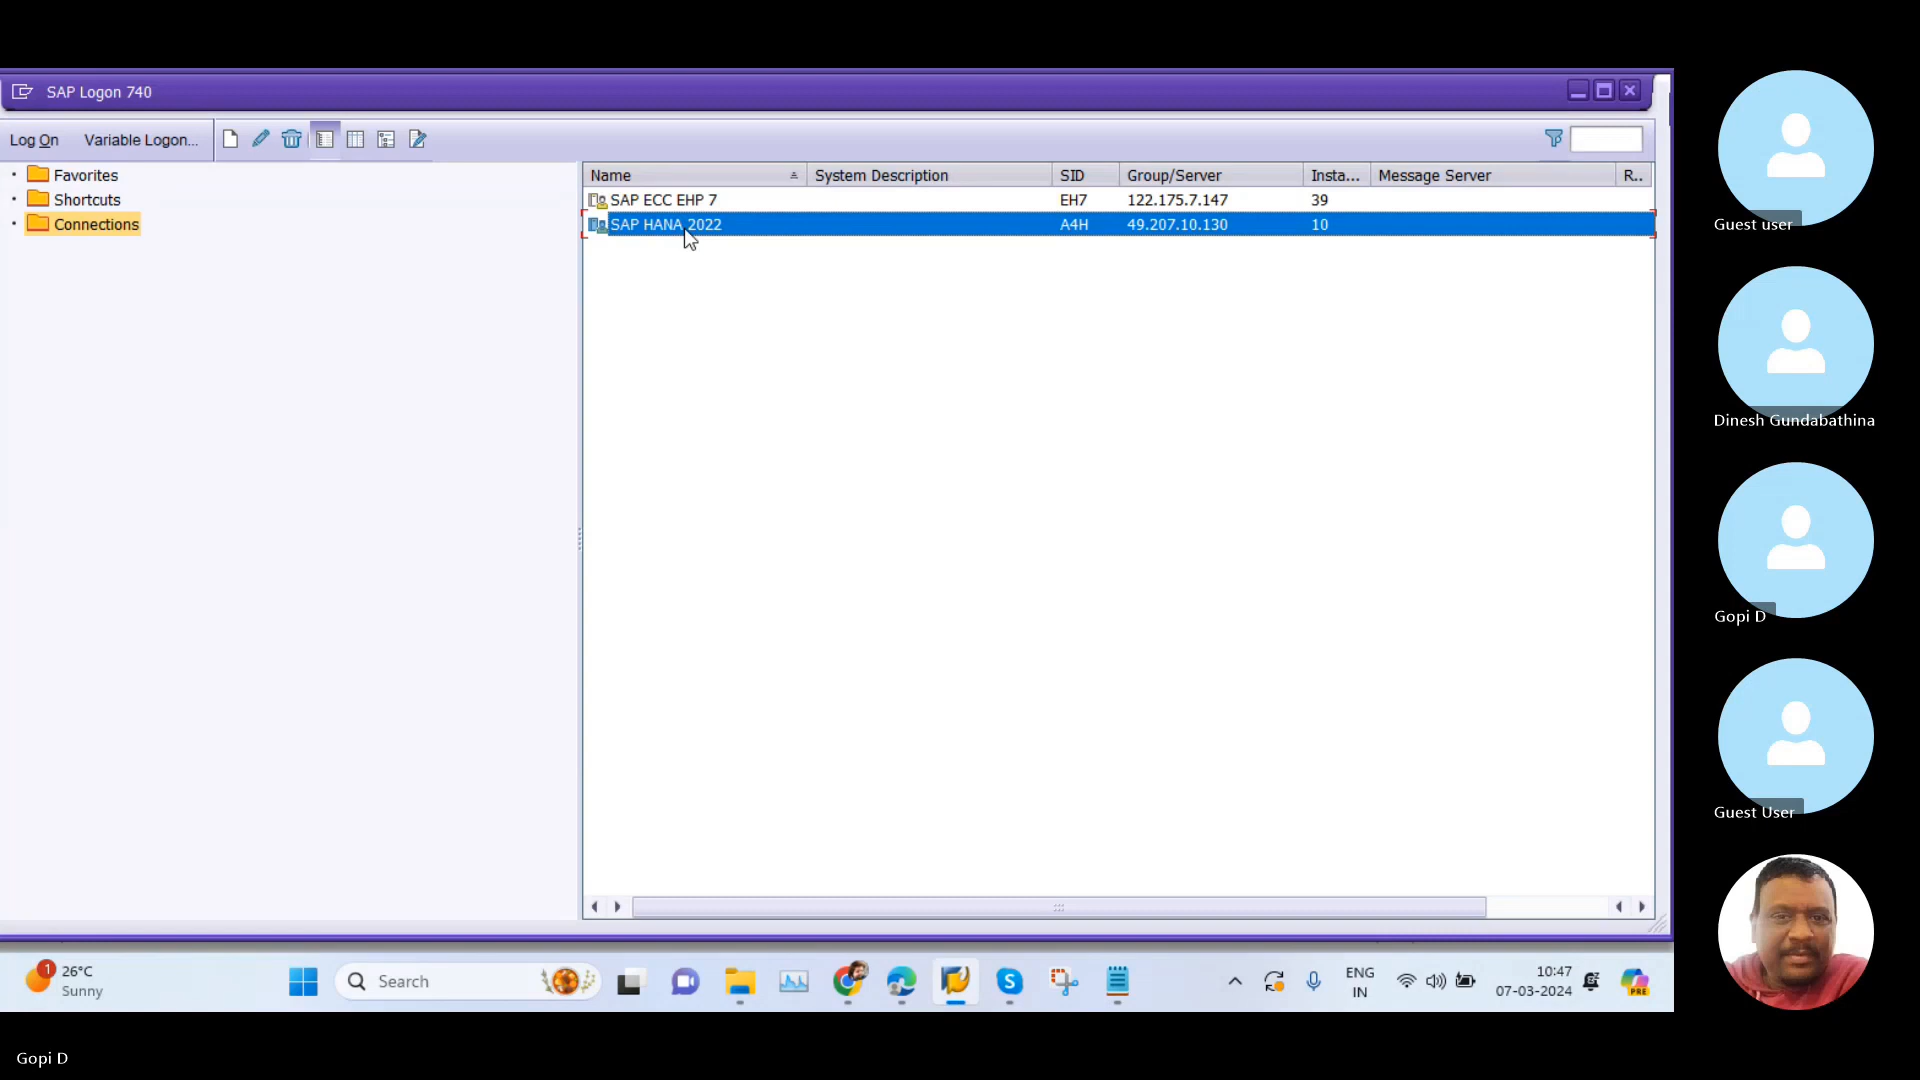 SAP Logon 740
Log On Variable Logon...
Favorites
Shortcuts
Connections
Name System Description SID Group/Server Insta... Message Server R..
SAP ECC EHP 7 EH7 122.175.7.147 39
SAP HANA 2022 A4H 49.207.10.130 10
Guest user
Dinesh Gundabathina
Gopi D
Guest User
1
26°C
Sunny
Search
ENG
IN
10:47
07-03-2024
PRE
Gopi D